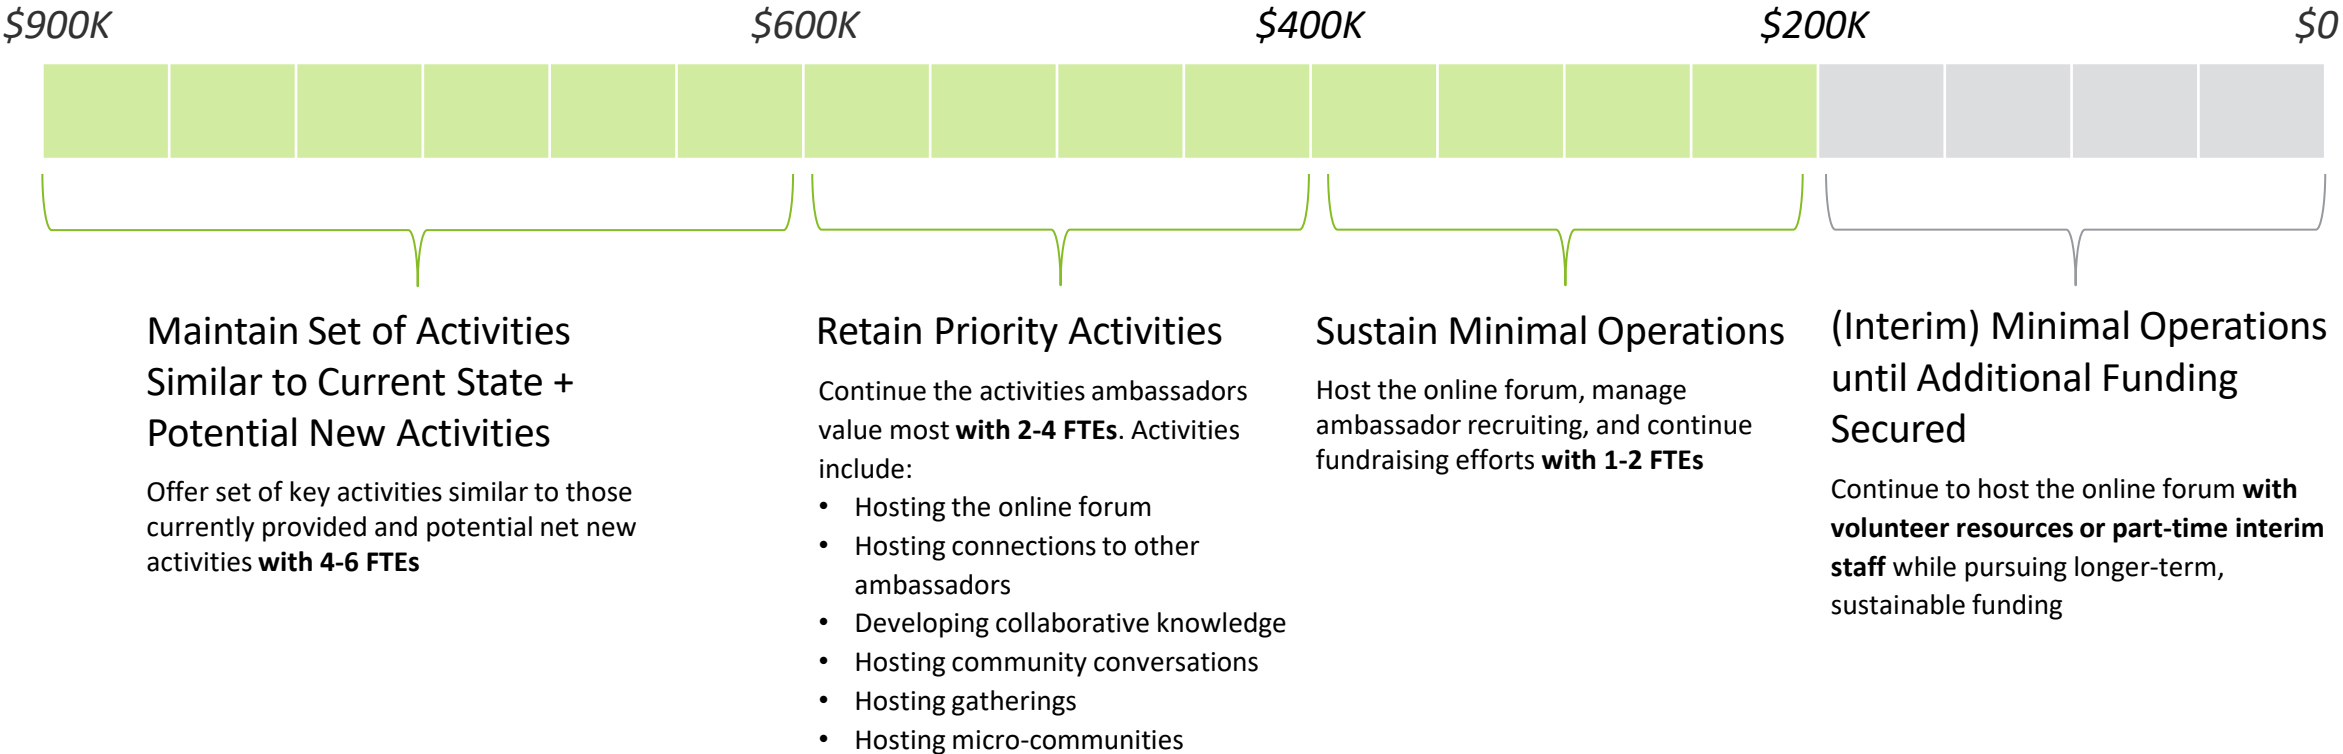 $900K
$600K
$400K
$200K
$0
Maintain Set of Activities
Similar to Current State +
Potential New Activities
Offer set of key activities similar to those
currently provided and potential net new
activities with 4-6 FTEs
Retain Priority Activities
Continue the activities ambassadors
value most with 2-4 FTEs. Activities
include:
• Hosting the online forum
• Hosting connections to other
ambassadors
• Developing collaborative knowledge
• Hosting community conversations
• Hosting gatherings
• Hosting micro-communities
Sustain Minimal Operations
Host the online forum, manage
ambassador recruiting, and continue
fundraising efforts with 1-2 FTEs
(Interim) Minimal Operations
until Additional Funding
Secured
Continue to host the online forum with
volunteer resources or part-time interim
staff while pursuing longer-term,
sustainable funding